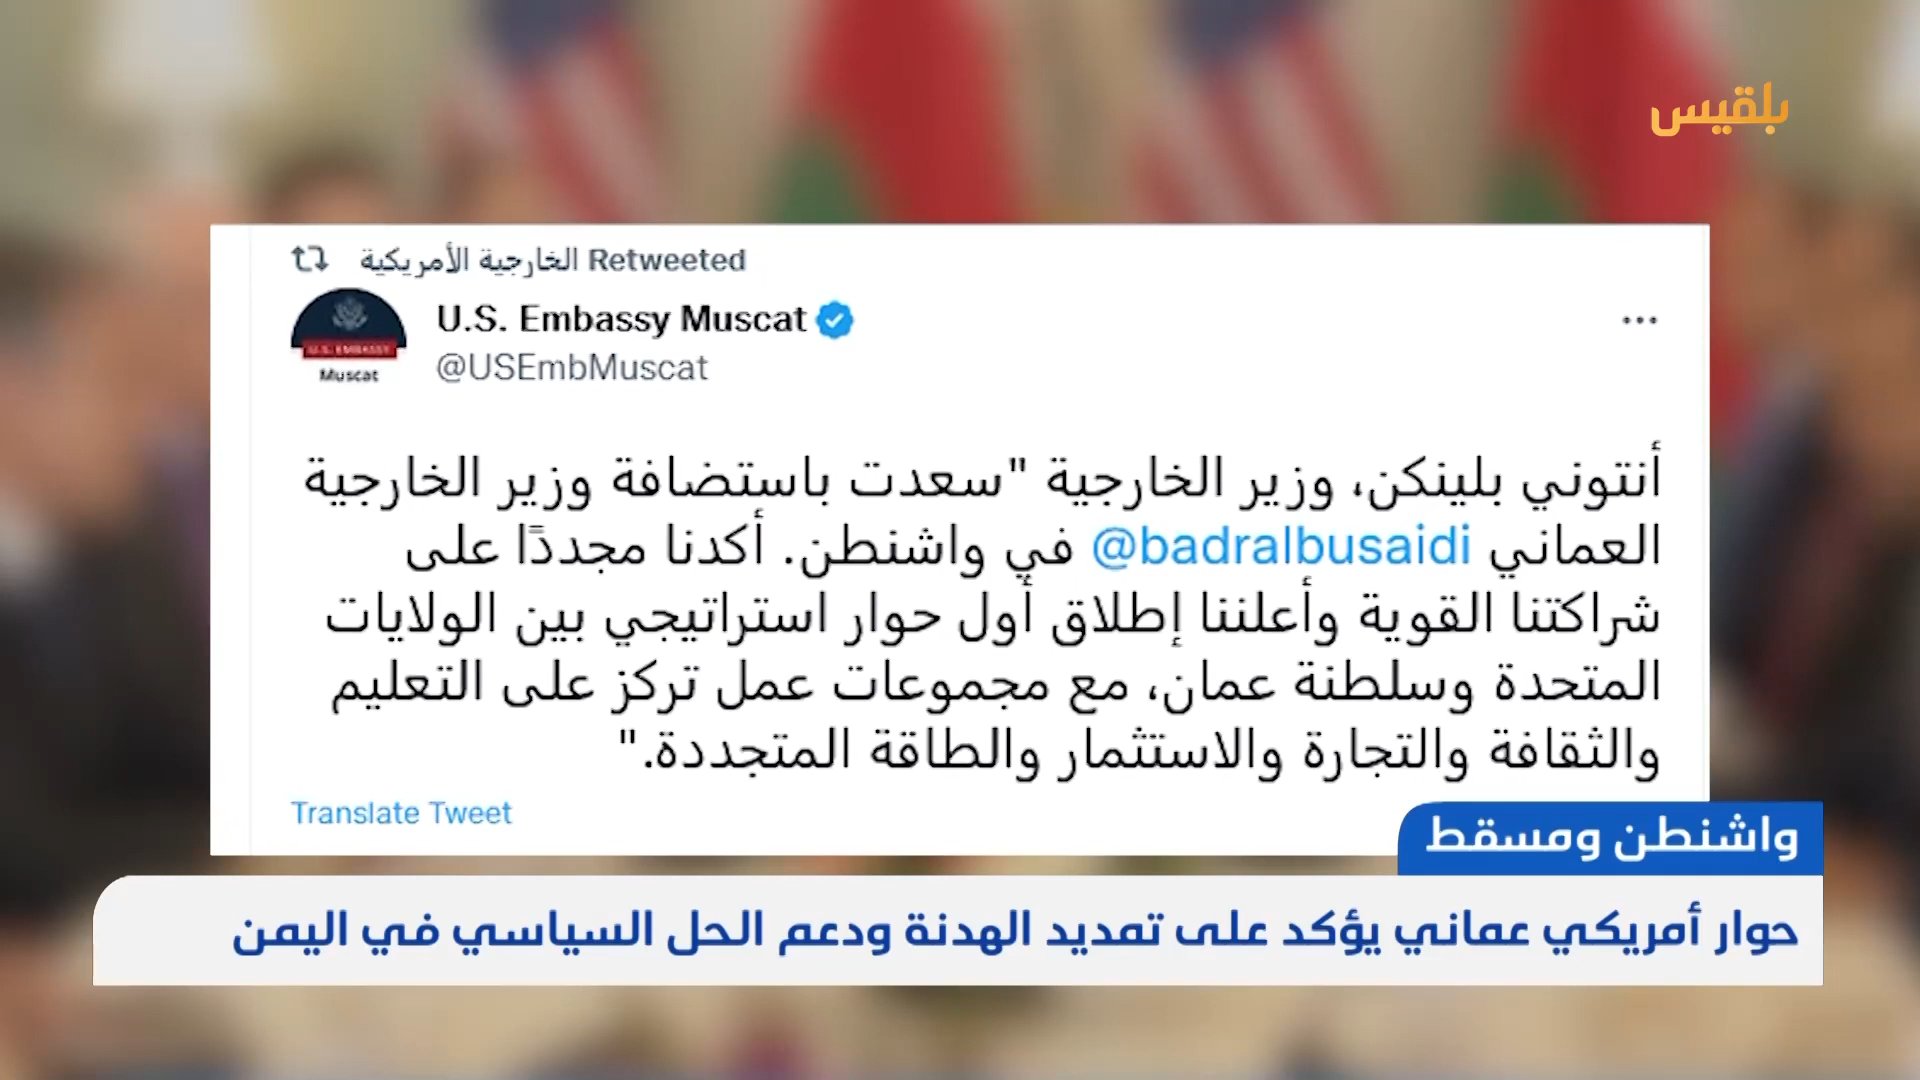 بلقيس
الخارجية الأمريكية Retweeted
U.S. Embassy Muscat
@USEmbMuscat
U.S. EMBASSY
Muscat
أنتوني بلينكن، وزير الخارجية "سعدت باستضافة وزير الخارجية
العماني @badralbusaidi في واشنطن. أكدنا مجددًا على
شراكتنا القوية وأعلننا إطلاق أول حوار استراتيجي بين الولايات
المتحدة وسلطنة عمان، مع مجموعات عمل تركز على التعليم
والثقافة والتجارة والاستثمار والطاقة المتجددة."
Translate Tweet
واشنطن ومسقط
حوار أمريكي عماني يؤكد على تمديد الهدنة ودعم الحل السياسي في اليمن